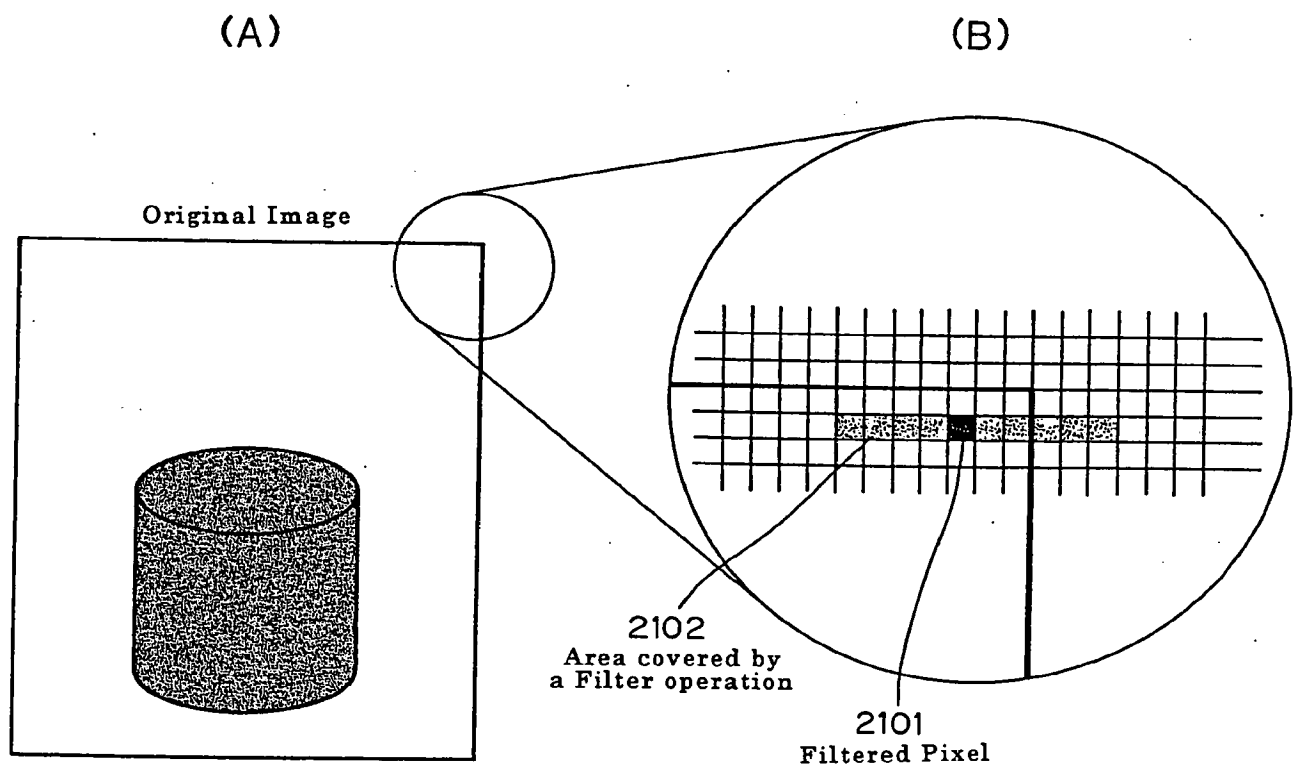 (A)
(B)
Original Image
2102
Area covered by
a Filter operation
2101
Filtered Pixel